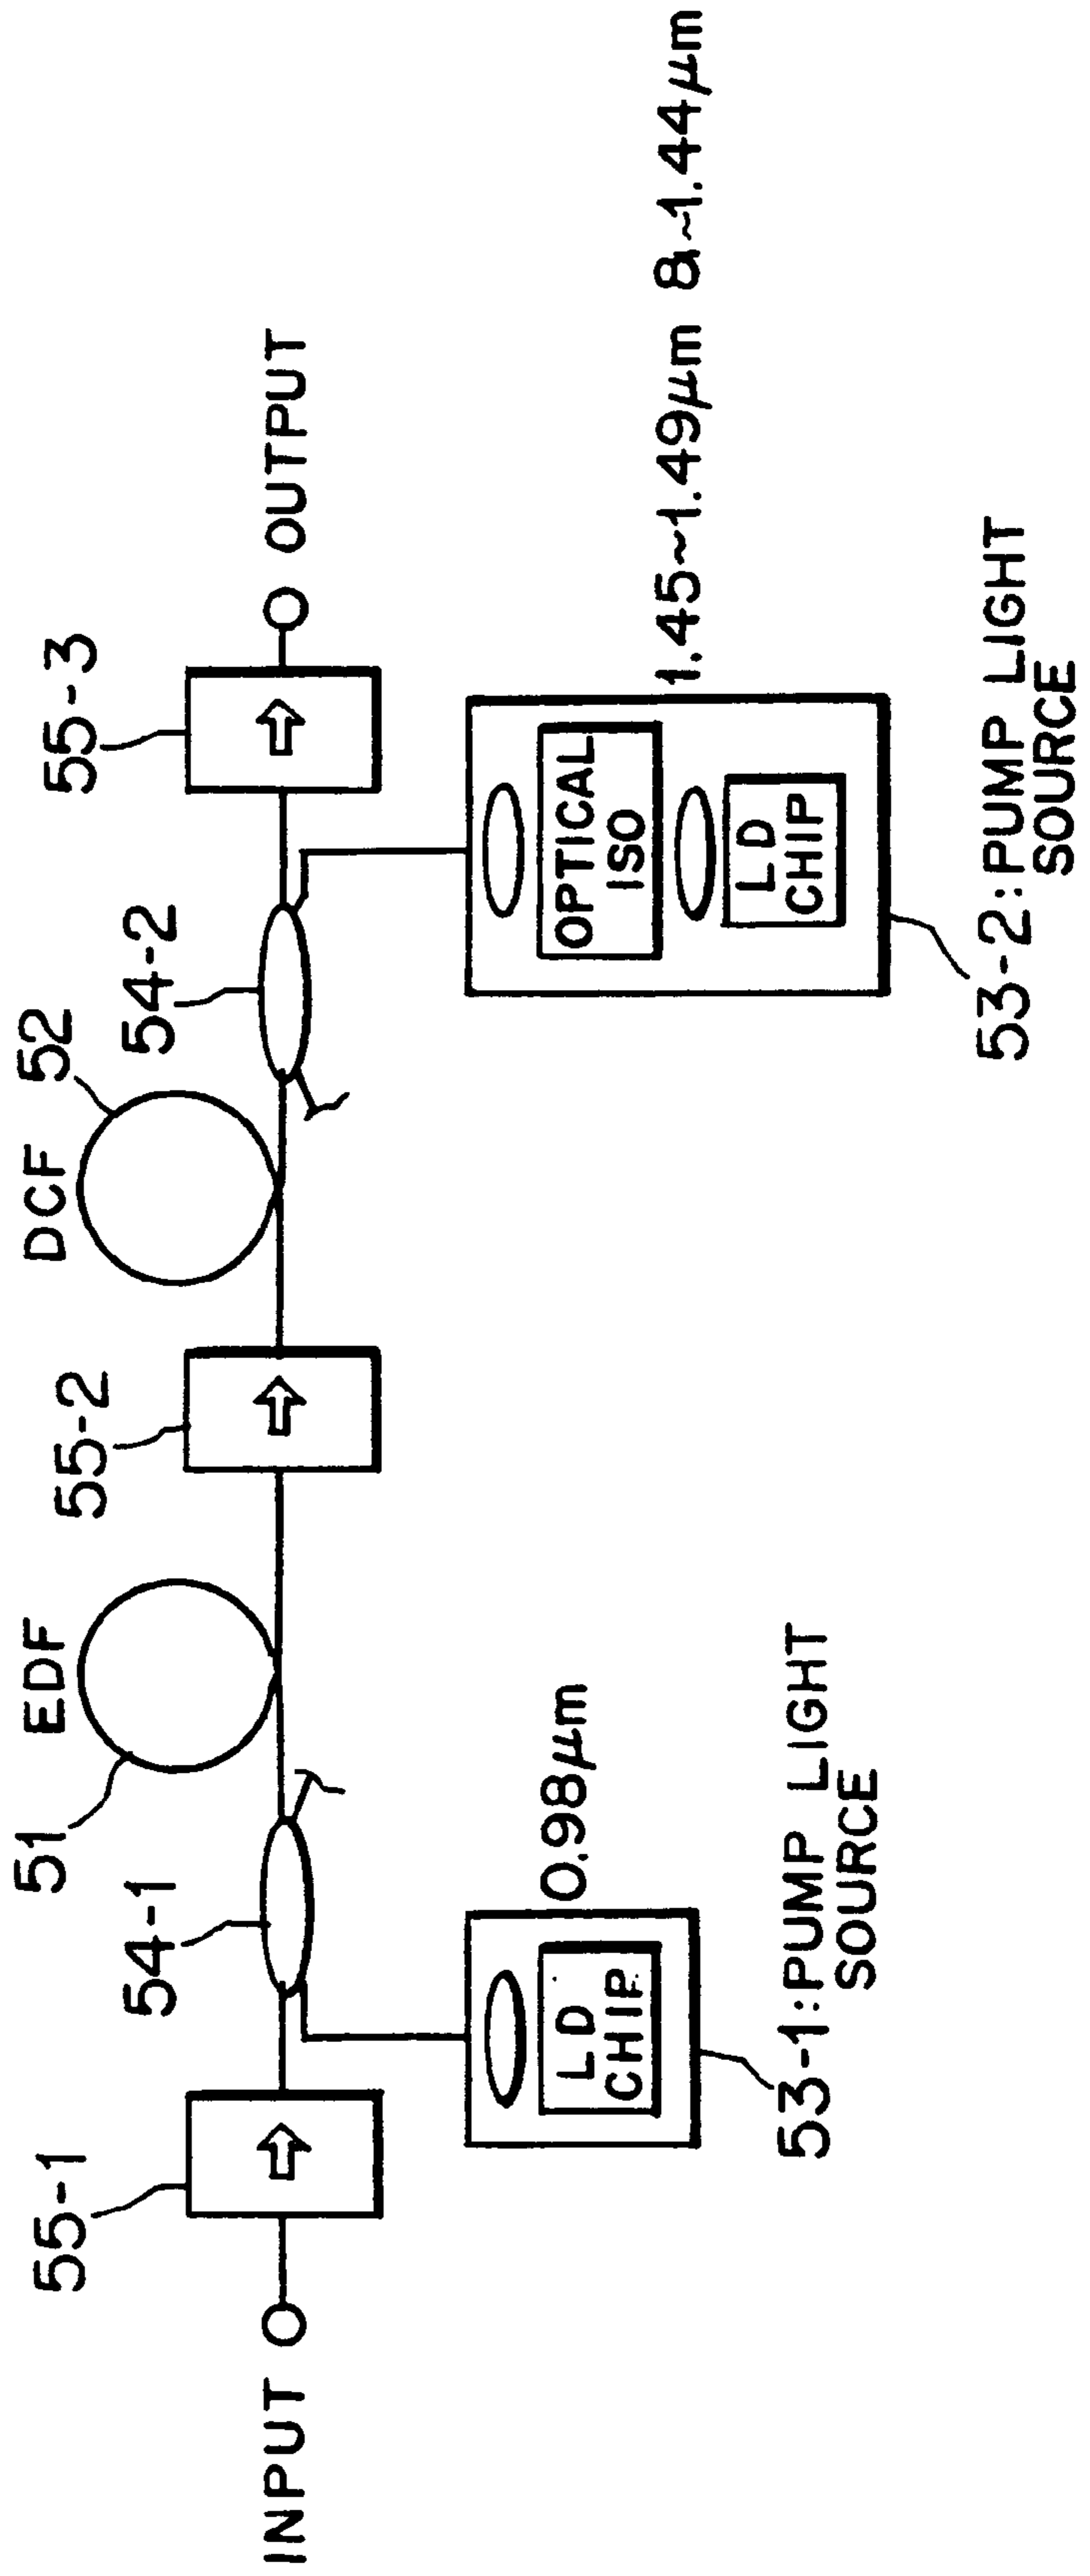 DCF 52
EDF
51
55-1
54-1
55-2
54-2
55-3
INPUT
OUTPUT
LD
CHIP
0.98μm
53-1:PUMP LIGHT
SOURCE
OPTICAL
ISO
LD
CHIP
1.45~1.49μm & ~1.44μm
53-2:PUMP LIGHT
SOURCE